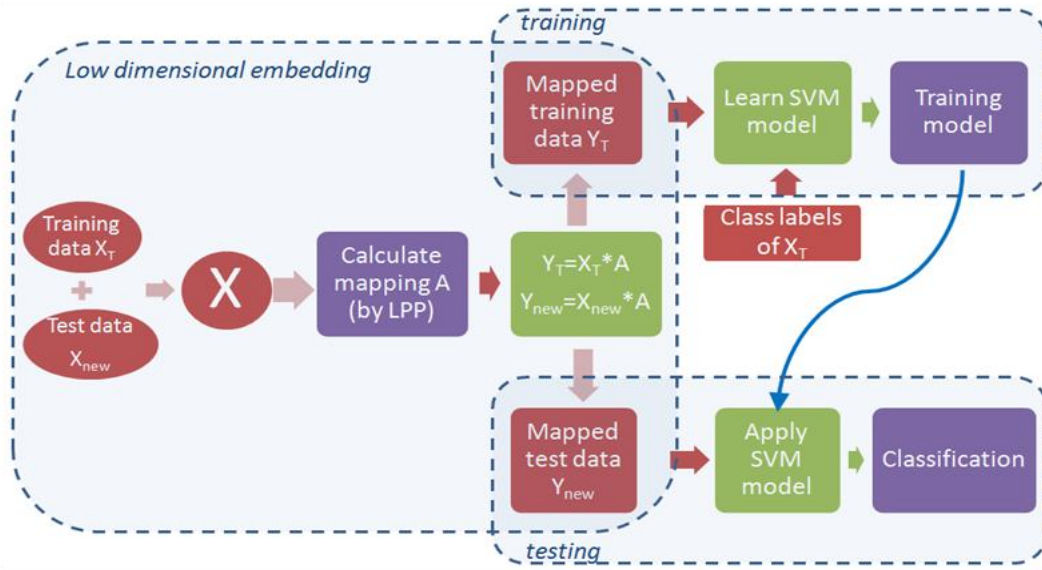 training
Low dimensional embedding
Mapped
training
data Y_T
Learn SVM
model
Training
model
Training
data X_T
+
Test data
X_new
X
Calculate
mapping A
(by LPP)
Y_T=X_T*A
Y_new=X_new*A
Class labels
of X_T
Mapped
test data
Y_new
Apply
SVM
model
Classification
testing